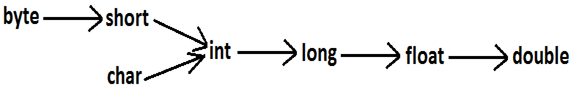 byte short
char int long float double